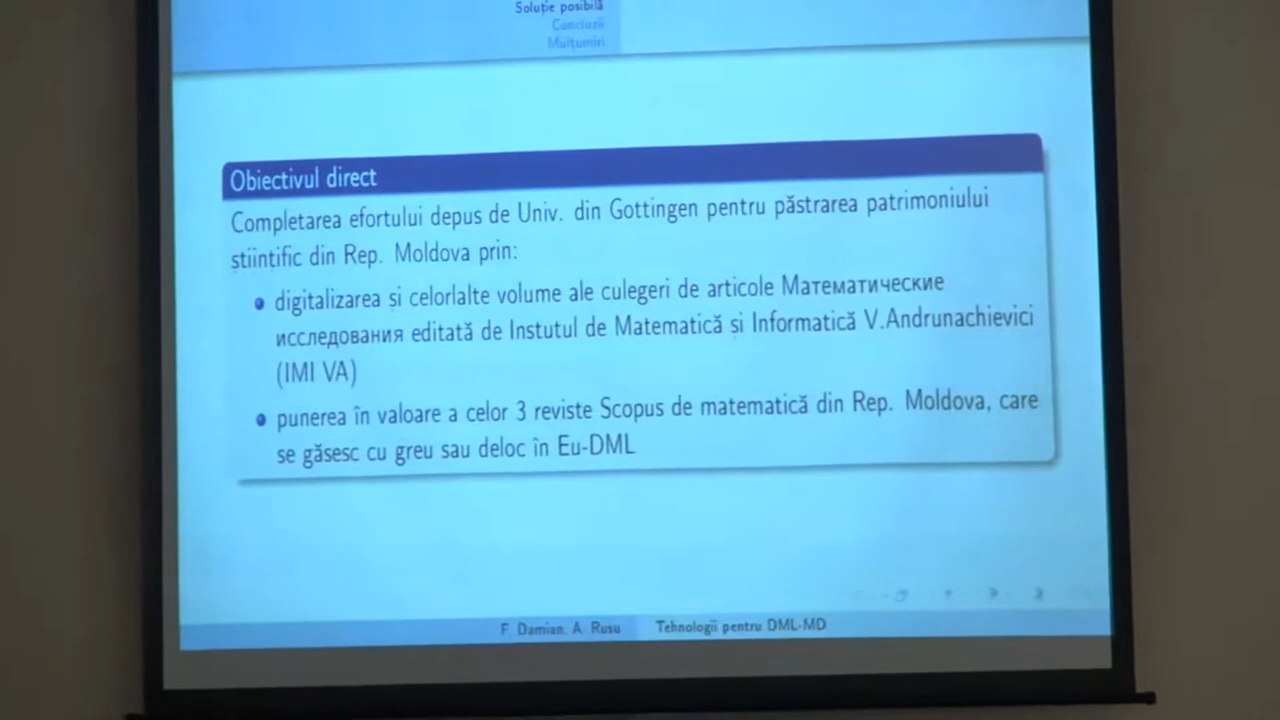 Soluție posibilă
Concluzii
Mulțumiri
Obiectivul direct
Completarea efortului depus de Univ. din Gottingen pentru păstrarea patrimoniului
științific din Rep. Moldova prin:
digitalizarea și celorlalte volume ale culegeri de articole Математические
исследования editată de Instutul de Matematică și Informatică V.Andrunachievici
(IMI VA)
punerea în valoare a celor 3 reviste Scopus de matematică din Rep. Moldova, care
se găsesc cu greu sau deloc în Eu-DML
F. Damian, A. Rusu Tehnologii pentru DML-MD